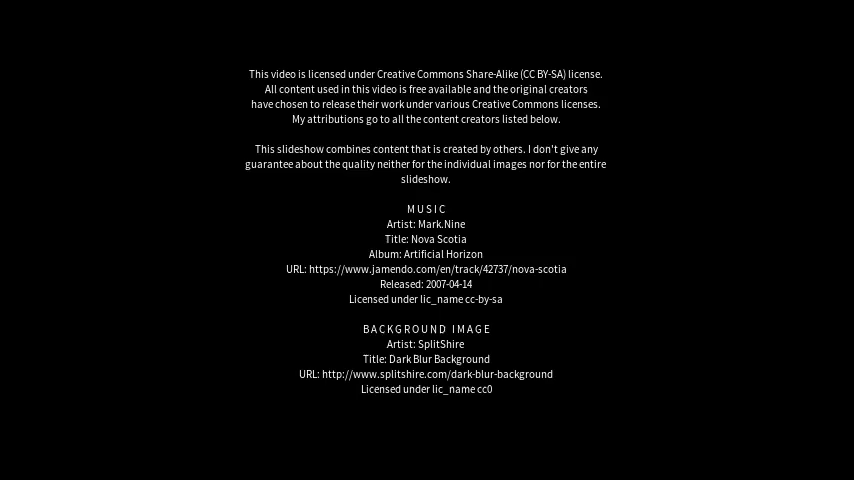 This video is licensed under Creative Commons Share-Alike (CC BY-SA) license.
All content used in this video is free available and the original creators
have chosen to release their work under various Creative Commons licenses.
My attributions go to all the content creators listed below.
This slideshow combines content that is created by others. I don't give any
guarantee about the quality neither for the individual images nor for the entire
slideshow.
MUSIC
Artist: Mark.Nine
Title: Nova Scotia
Album: Artificial Horizon
URL: https://www.jamendo.com/en/track/42737/nova-scotia
Released: 2007-04-14
Licensed under lic_name cc-by-sa
BACKGROUND IMAGE
Artist: SplitShire
Title: Dark Blur Background
URL: http://www.splitshire.com/dark-blur-background
Licensed under lic_name cc0